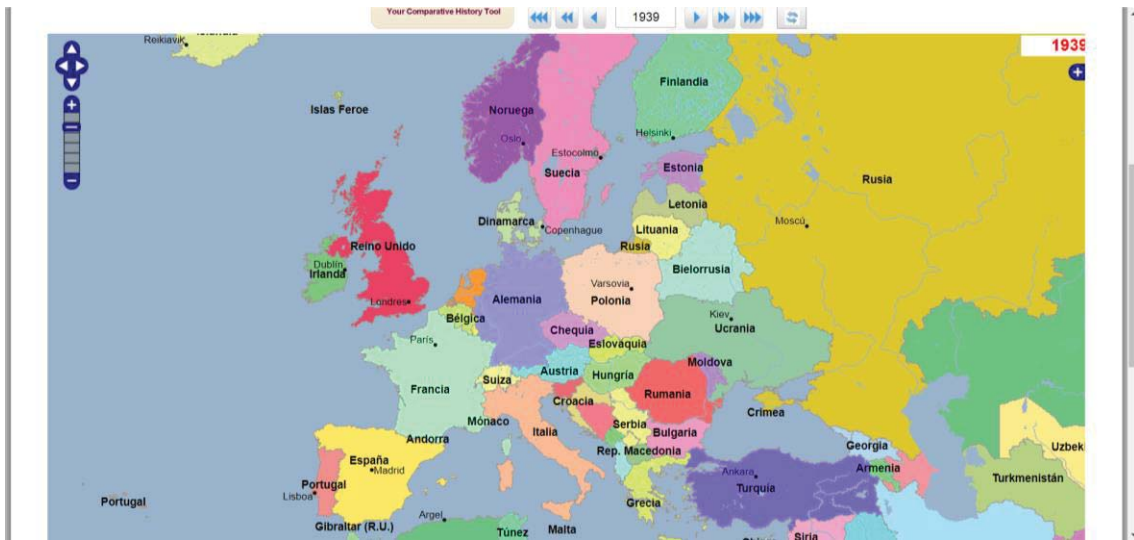 Your Comparative History Tool
1939
1939
Reikiavik
Islas Feroe
Noruega
Finlandia
Oslo
Helsinki
Estocolmo
Suecia
Estonia
Rusia
Letonia
Dinamarca
Copenhague
Lituania
Moscú
Reino Unido
Rusia
Dublín
Irlanda
Bielorrusia
Varsovia
Alemania
Polonia
Londres
Bélgica
Kiev
Ucrania
Chequia
París
Eslovaquia
Moldova
Austria
Hungría
Suiza
Francia
Rumania
Croacia
Crimea
Mónaco
Serbia
Italia
Bulgaria
Andorra
Georgia
Rep. Macedonia
Uzbeki
España
Madrid
Ankara
Armenia
Portugal
Turquía
Turkmenistán
Lisboa
Portugal
Grecia
Argel
Gibraltar (R.U.)
Túnez
Malta
Siria